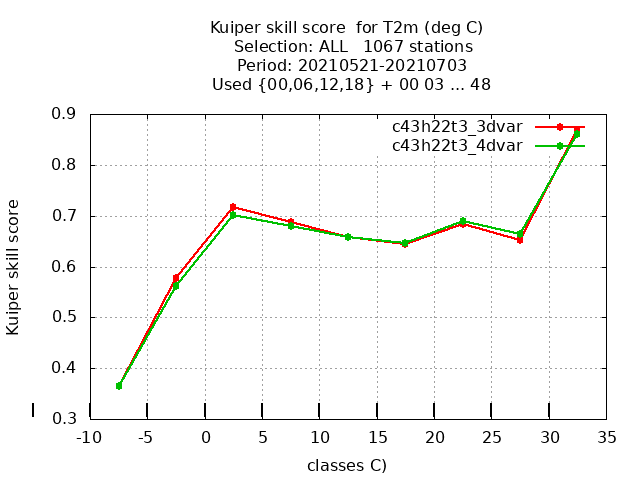 Kuiper skill score  for T2m (deg C)
Selection: ALL   1067 stations
Period: 20210521-20210703
Used {00,06,12,18} + 00 03 ... 48
c43h22t3_3dvar
c43h22t3_4dvar
Kuiper skill score
0.9
0.8
0.7
0.6
0.5
0.4
0.3
-10 -5 0 5 10 15 20 25 30 35
classes C)